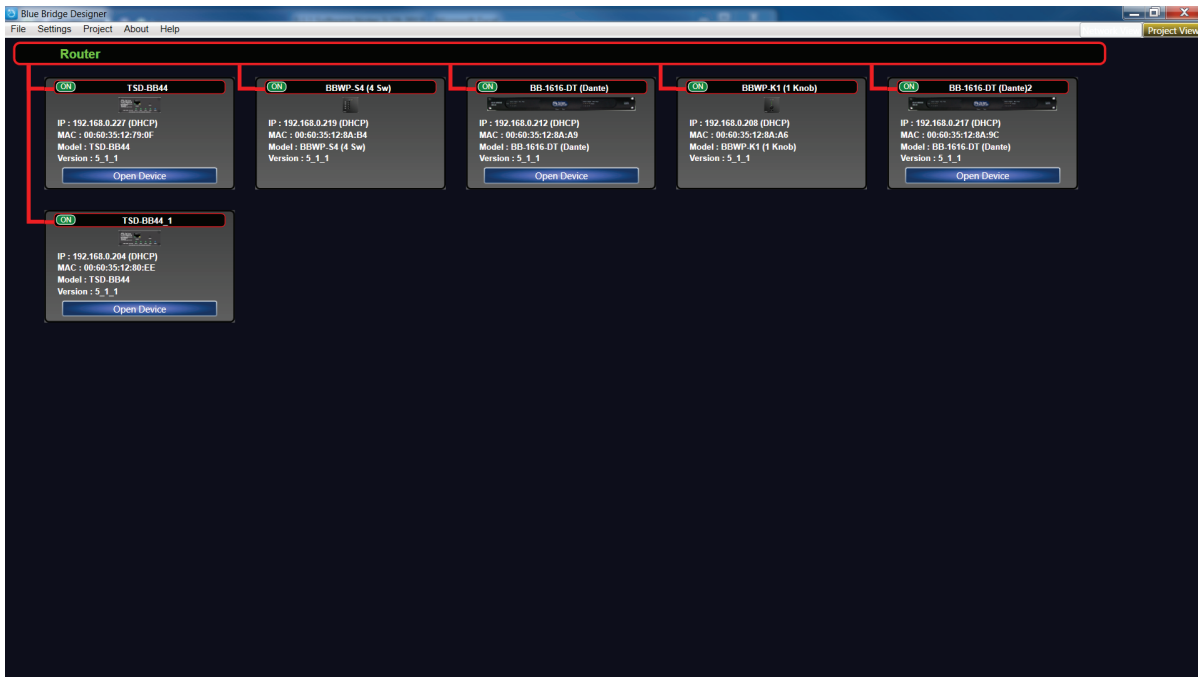 Blue Bridge Designer
File Settings Project About Help
Project View
Router
ON TSD-BB44
IP : 192.168.0.227 (DHCP)
MAC : 00:60:35:12:79:0F
Model : TSD-BB44
Version : 5_1_1
Open Device
ON BBWP-S4 (4 Sw)
IP : 192.168.0.219 (DHCP)
MAC : 00:60:35:12:8A:B4
Model : BBWP-S4 (4 Sw)
Version : 5_1_1
ON BB-1616-DT (Dante)
IP : 192.168.0.212 (DHCP)
MAC : 00:60:35:12:8A:A9
Model : BB-1616-DT (Dante)
Version : 5_1_1
Open Device
ON BBWP-K1 (1 Knob)
IP : 192.168.0.208 (DHCP)
MAC : 00:60:35:12:8A:A6
Model : BBWP-K1 (1 Knob)
Version : 5_1_1
ON BB-1616-DT (Dante)2
IP : 192.168.0.217 (DHCP)
MAC : 00:60:35:12:8A:9C
Model : BB-1616-DT (Dante)
Version : 5_1_1
Open Device
ON TSD-BB44_1
IP : 192.168.0.204 (DHCP)
MAC : 00:60:35:12:80:EE
Model : TSD-BB44
Version : 5_1_1
Open Device